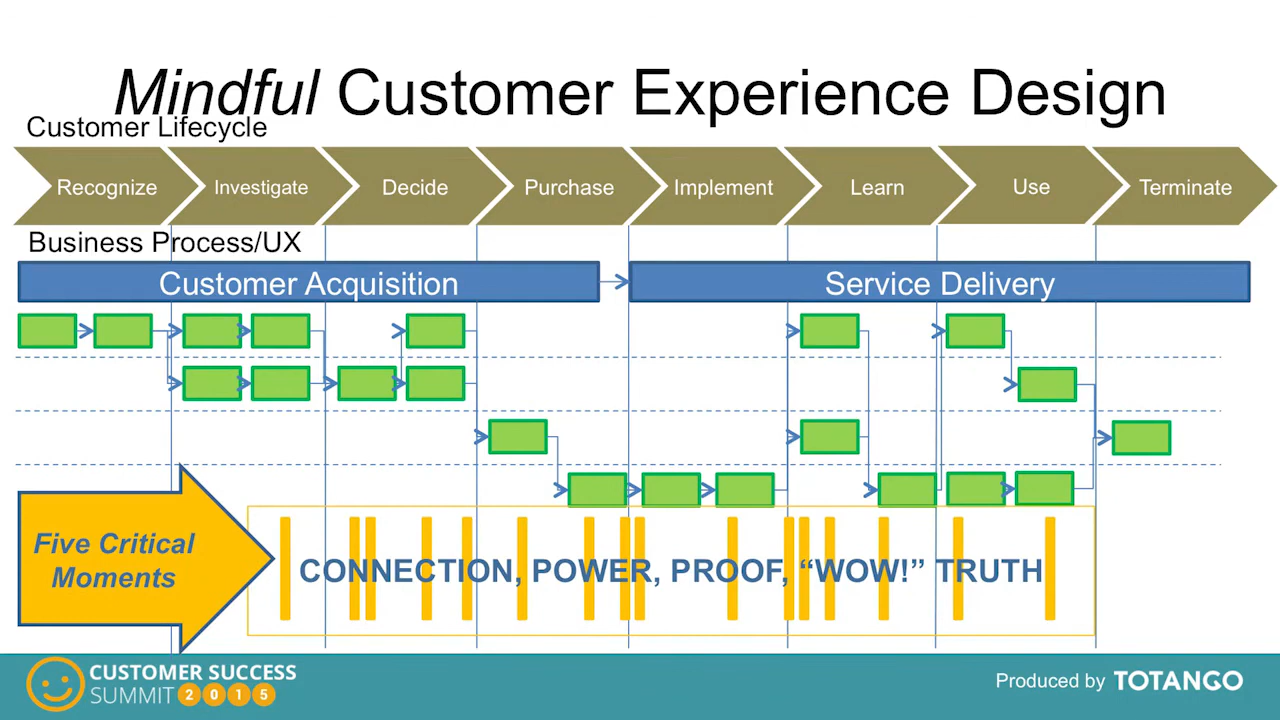 Mindful Customer Experience Design
Customer Lifecycle
Recognize
Investigate
Decide
Purchase
Implement
Learn
Use
Terminate
Business Process/UX
Customer Acquisition
Service Delivery
Five Critical
Moments
CONNECTION, POWER, PROOF, “WOW!” TRUTH
CUSTOMER SUCCESS
SUMMIT 2015
Produced by TOTANGO